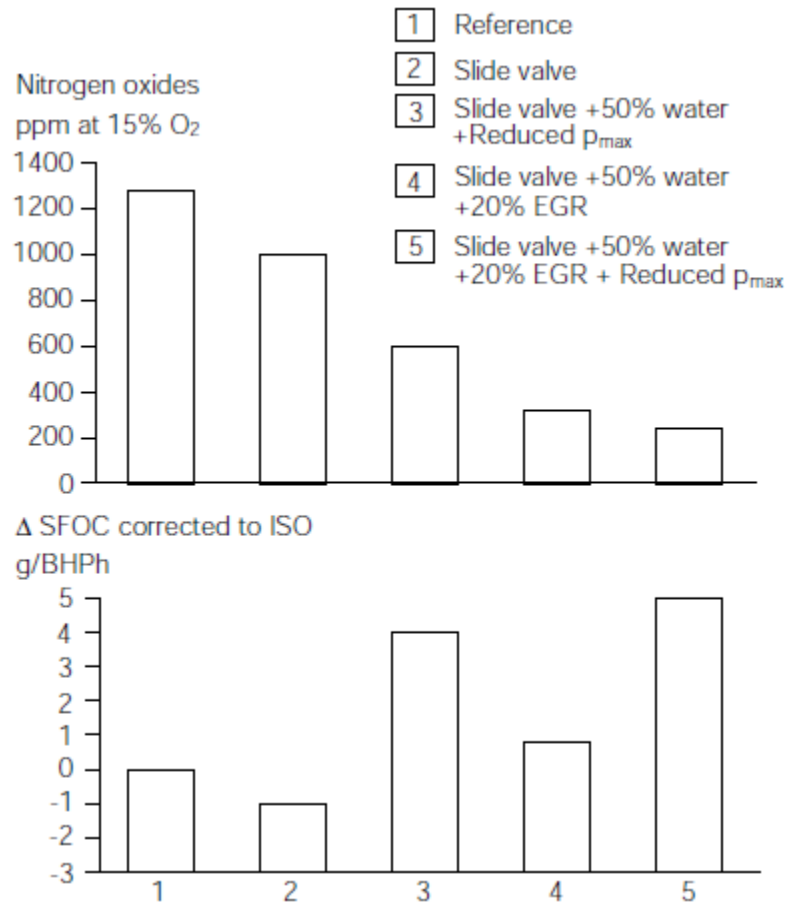 1 Reference
2 Slide valve
3 Slide valve +50% water
+Reduced pmax
4 Slide valve +50% water
+20% EGR
5 Slide valve +50% water
+20% EGR + Reduced pmax
Nitrogen oxides
ppm at 15% O2
1400
1200
1000
800
600
400
200
0
Δ SFOC corrected to ISO
g/BHPh
5
4
3
2
1
0
-1
-2
-3
1 2 3 4 5